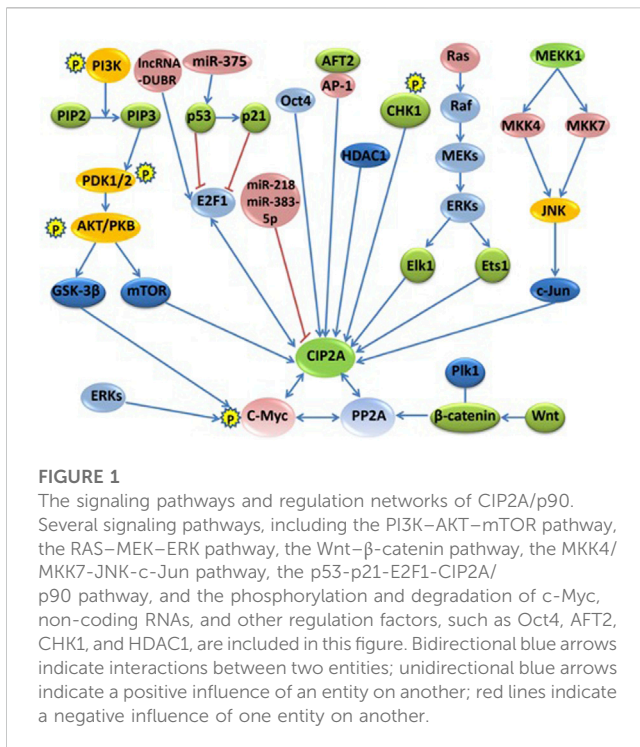 P
PI3K
lncRNA
-DUBR
miR-375
AFT2
AP-1
P
CHK1
Ras
MEKK1
PIP2
PIP3
p53
p21
Oct4
Raf
MKK4
MKK7
PDK1/2
P
HDAC1
MEKs
P
AKT/PKB
E2F1
miR-218
miR-383-
5p
ERKs
JNK
GSK-3β
mTOR
Elk1
Ets1
c-Jun
CIP2A
Plk1
ERKs
P
C-Myc
PP2A
β-catenin
Wnt
FIGURE 1
The signaling pathways and regulation networks of CIP2A/p90.
Several signaling pathways, including the PI3K–AKT–mTOR pathway,
the RAS–MEK–ERK pathway, the Wnt–β-catenin pathway, the MKK4/
MKK7-JNK-c-Jun pathway, the p53-p21-E2F1-CIP2A/
p90 pathway, and the phosphorylation and degradation of c-Myc,
non-coding RNAs, and other regulation factors, such as Oct4, AFT2,
CHK1, and HDAC1, are included in this figure. Bidirectional blue arrows
indicate interactions between two entities; unidirectional blue arrows
indicate a positive influence of an entity on another; red lines indicate
a negative influence of one entity on another.